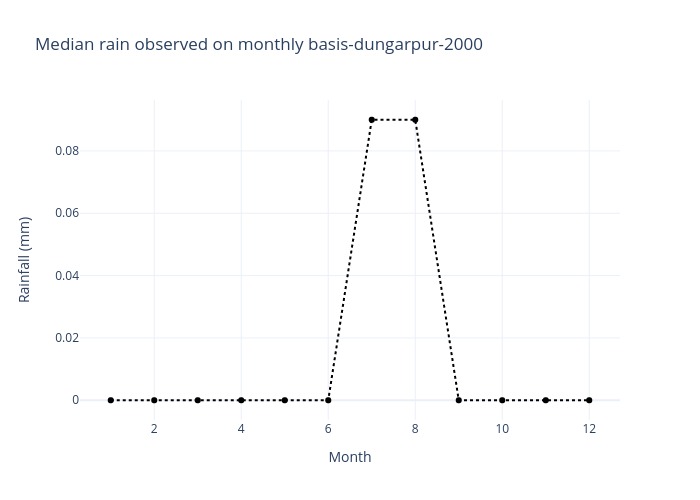 Median rain observed on monthly basis-dungarpur-2000
Rainfall (mm)
0.08
0.06
0.04
0.02
0
2 4 6 8 10 12
Month